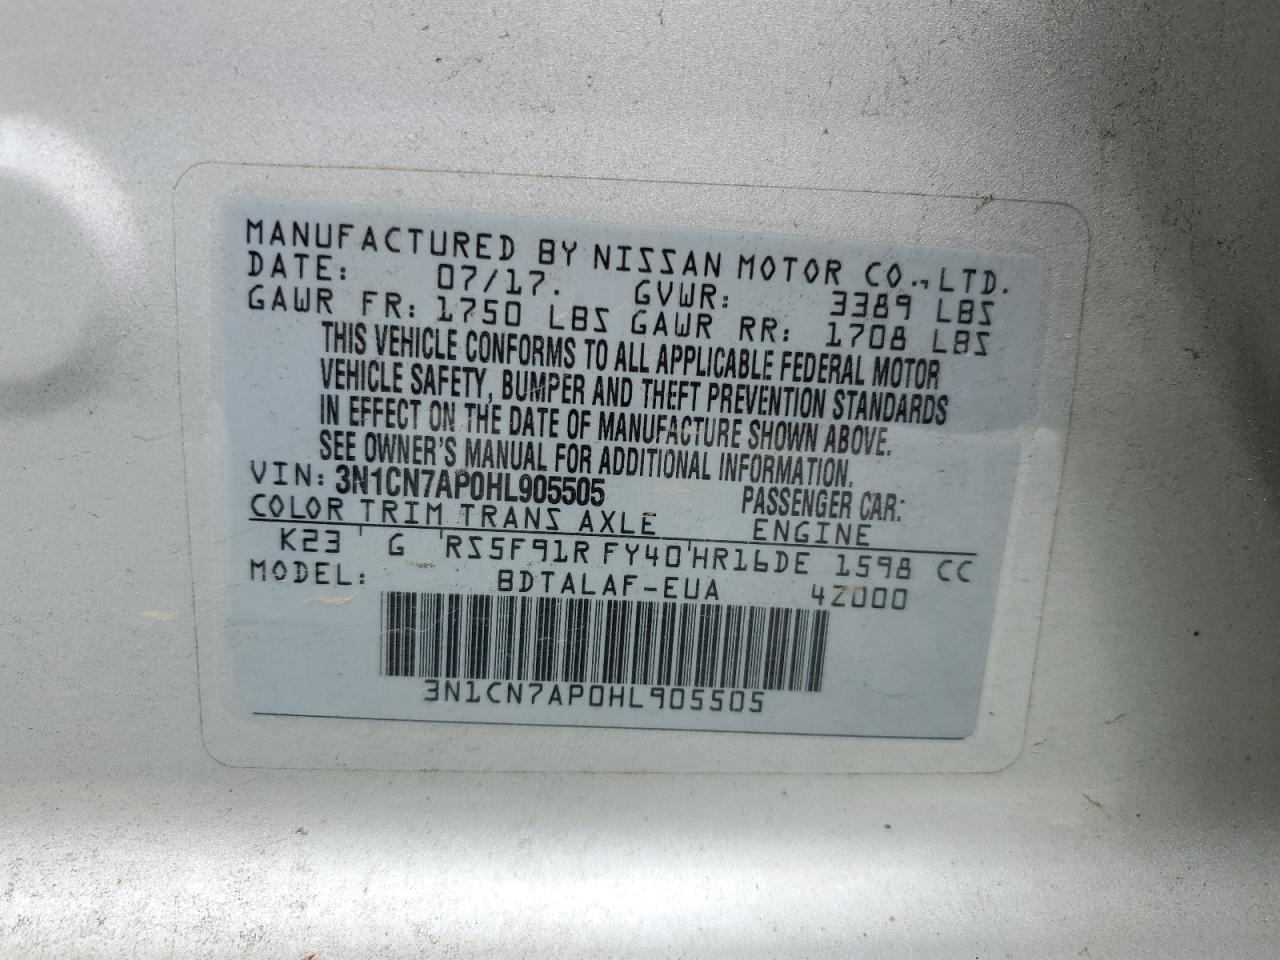 MANUFACTURED BY NISSAN MOTOR CO., LTD.
DATE: 07/17. GVWR: 3389 LBS
GAWR FR: 1750 LBS GAWR RR: 1708 LBS
THIS VEHICLE CONFORMS TO ALL APPLICABLE FEDERAL MOTOR
VEHICLE SAFETY, BUMPER AND THEFT PREVENTION STANDARDS
IN EFFECT ON THE DATE OF MANUFACTURE SHOWN ABOVE.
SEE OWNER'S MANUAL FOR ADDITIONAL INFORMATION.
VIN: 3N1CN7AP0HL905505 PASSENGER CAR:
COLOR TRIM TRANS AXLE ENGINE
K23 ' G ' RS5F91R FY40 ' HR16DE 1598 CC
MODEL: BDTALAF-EUA 4Z000
3N1CN7AP0HL905505